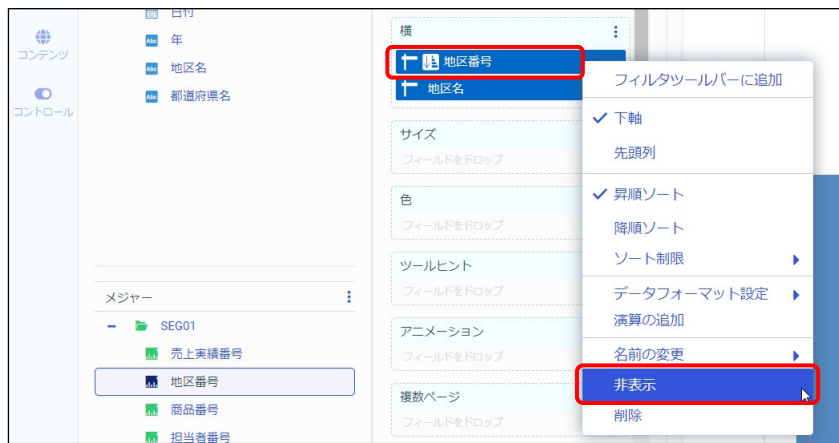 コンテンツ
コントロール
日付
Abc 年
Abc 地区名
Abc 都道府県名
メジャー
SEG01
売上実績番号
地区番号
商品番号
担当者番号
横
地区番号
地区名
サイズ
フィールドをドロップ
色
フィールドをドロップ
ツールヒント
フィールドをドロップ
アニメーション
フィールドをドロップ
複数ページ
フィールドをドロップ
フィルタツールバーに追加
下軸
先頭列
昇順ソート
降順ソート
ソート制限
データフォーマット設定
演算の追加
名前の変更
非表示
削除